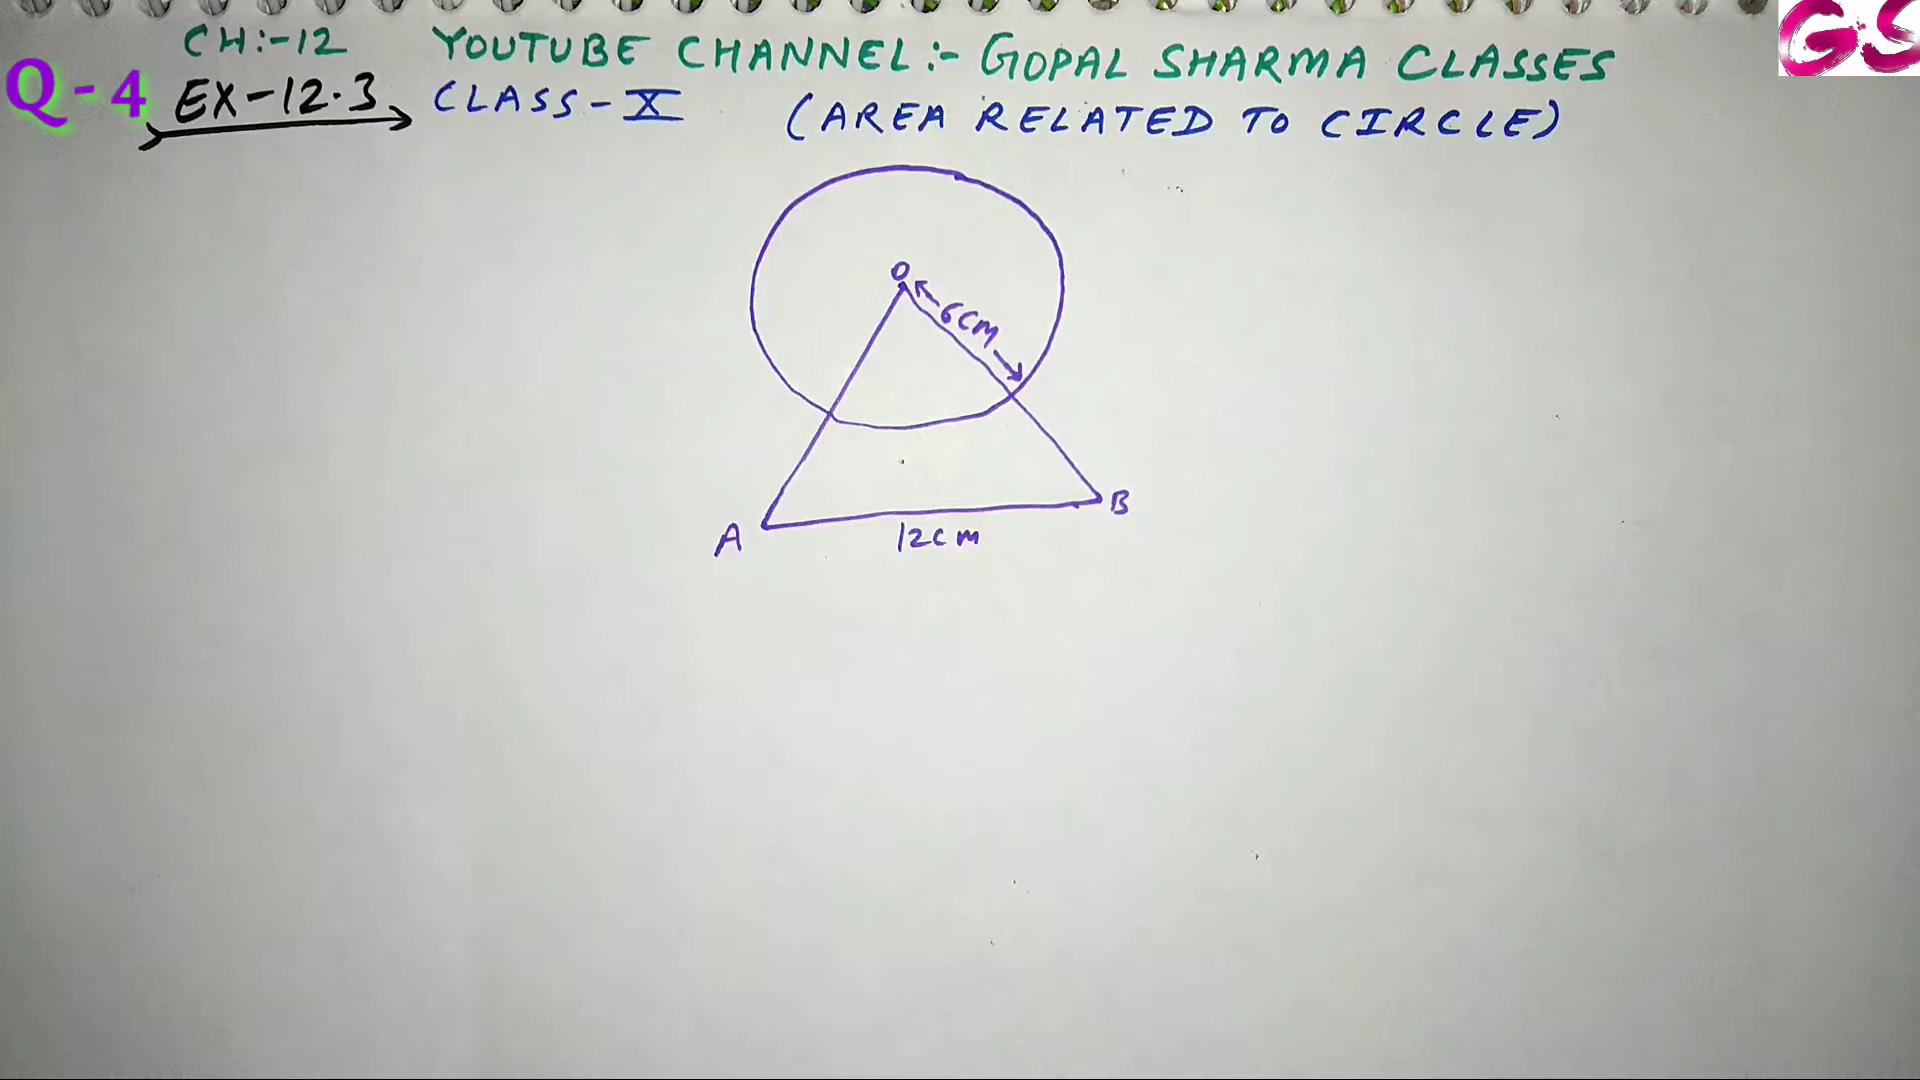 CH:-12 YOUTUBE CHANNEL:- GOPAL SHARMA CLASSES
GS
Q-4 EX-12.3 CLASS-X (AREA RELATED TO CIRCLE)
O
6CM
B
A
12CM